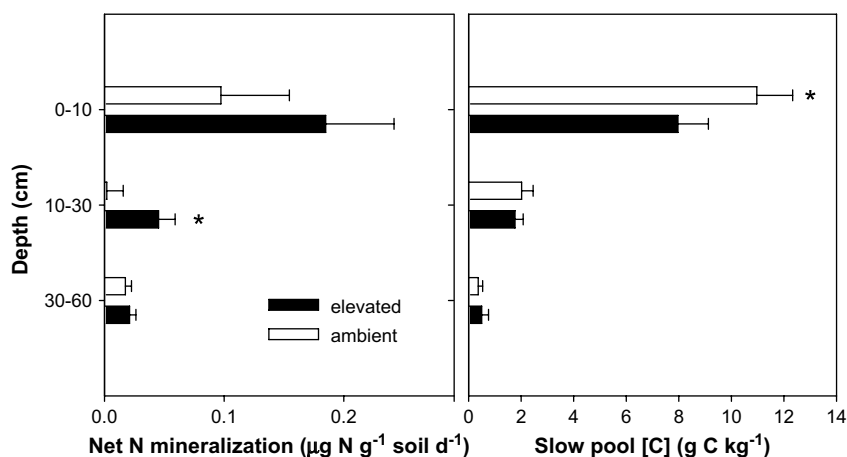 Depth (cm)
0-10
10-30
30-60
*
*
elevated
ambient
0.0 0.1 0.2
0 2 4 6 8 10 12 14
Net N mineralization (μg N g⁻¹ soil d⁻¹)
Slow pool [C] (g C kg⁻¹)